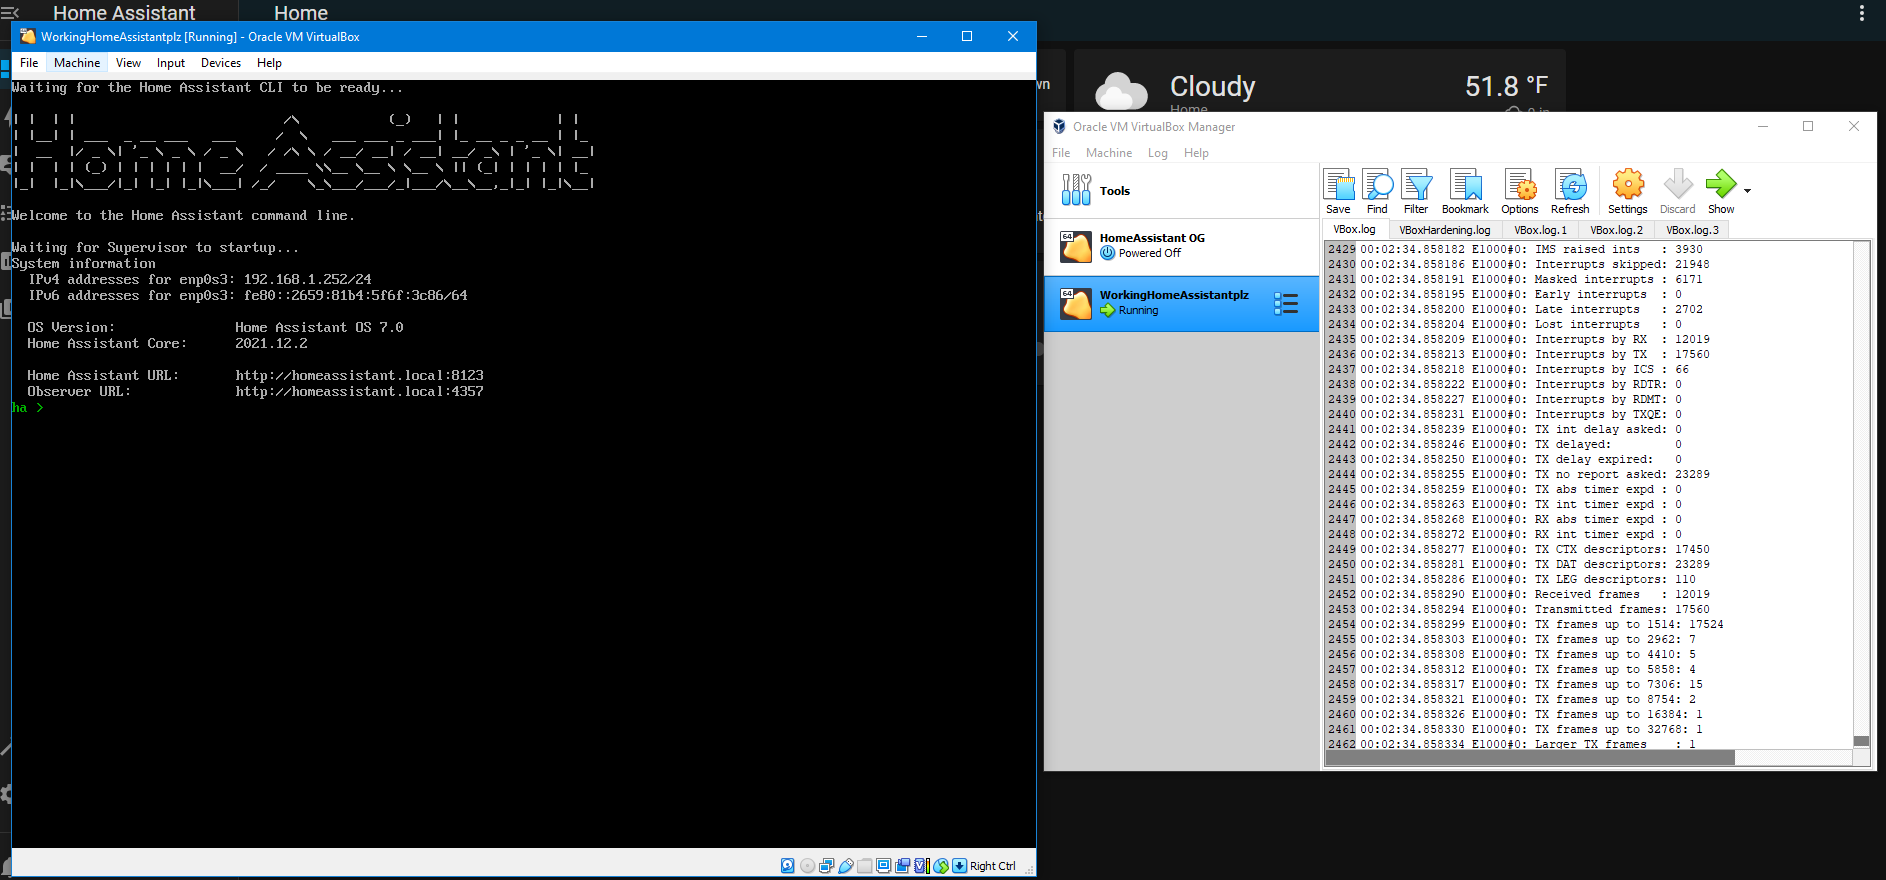 Home Assistant
Home
WorkingHomeAssistantplz [Running] - Oracle VM VirtualBox
File Machine View Input Devices Help
Waiting for the Home Assistant CLI to be ready...
Home Assistant
Welcome to the Home Assistant command line.
Waiting for Supervisor to startup...
System information
IPv4 addresses for enp0s3: 192.168.1.252/24
IPv6 addresses for enp0s3: fe80::2659:81b4:5f6f:3c86/64
OS Version: Home Assistant OS 7.0
Home Assistant Core: 2021.12.2
Home Assistant URL: http://homeassistant.local:8123
Observer URL: http://homeassistant.local:4357
ha >
Right Ctrl
Cloudy
51.8 °F
Home
Oracle VM VirtualBox Manager
File Machine Log Help
Tools
64
HomeAssistant OG
Powered Off
64
WorkingHomeAssistantplz
Running
Save Find Filter Bookmark Options Refresh Settings Discard Show
VBox.log VBoxHardening.log VBox.log.1 VBox.log.2 VBox.log.3
2429 00:02:34.858182 E1000#0: IMS raised ints : 3930
2430 00:02:34.858186 E1000#0: Interrupts skipped: 21948
2431 00:02:34.858191 E1000#0: Masked interrupts : 6171
2432 00:02:34.858195 E1000#0: Early interrupts : 0
2433 00:02:34.858200 E1000#0: Late interrupts : 2702
2434 00:02:34.858204 E1000#0: Lost interrupts : 0
2435 00:02:34.858209 E1000#0: Interrupts by RX : 12019
2436 00:02:34.858213 E1000#0: Interrupts by TX : 17560
2437 00:02:34.858218 E1000#0: Interrupts by ICS : 66
2438 00:02:34.858222 E1000#0: Interrupts by RDTR: 0
2439 00:02:34.858227 E1000#0: Interrupts by RDMT: 0
2440 00:02:34.858231 E1000#0: Interrupts by TXQE: 0
2441 00:02:34.858239 E1000#0: TX int delay asked: 0
2442 00:02:34.858246 E1000#0: TX delayed: 0
2443 00:02:34.858250 E1000#0: TX delay expired: 0
2444 00:02:34.858255 E1000#0: TX no report asked: 23289
2445 00:02:34.858259 E1000#0: TX abs timer expd : 0
2446 00:02:34.858263 E1000#0: TX int timer expd : 0
2447 00:02:34.858268 E1000#0: RX abs timer expd : 0
2448 00:02:34.858272 E1000#0: RX int timer expd : 0
2449 00:02:34.858277 E1000#0: TX CTX descriptors: 17450
2450 00:02:34.858281 E1000#0: TX DAT descriptors: 23289
2451 00:02:34.858286 E1000#0: TX LEG descriptors: 110
2452 00:02:34.858290 E1000#0: Received frames : 12019
2453 00:02:34.858294 E1000#0: Transmitted frames: 17560
2454 00:02:34.858299 E1000#0: TX frames up to 1514: 17524
2455 00:02:34.858303 E1000#0: TX frames up to 2962: 7
2456 00:02:34.858308 E1000#0: TX frames up to 4410: 5
2457 00:02:34.858312 E1000#0: TX frames up to 5858: 4
2458 00:02:34.858317 E1000#0: TX frames up to 7306: 15
2459 00:02:34.858321 E1000#0: TX frames up to 8754: 2
2460 00:02:34.858326 E1000#0: TX frames up to 16384: 1
2461 00:02:34.858330 E1000#0: TX frames up to 32768: 1
2462 00:02:34.858334 E1000#0: Larger TX frames : 1